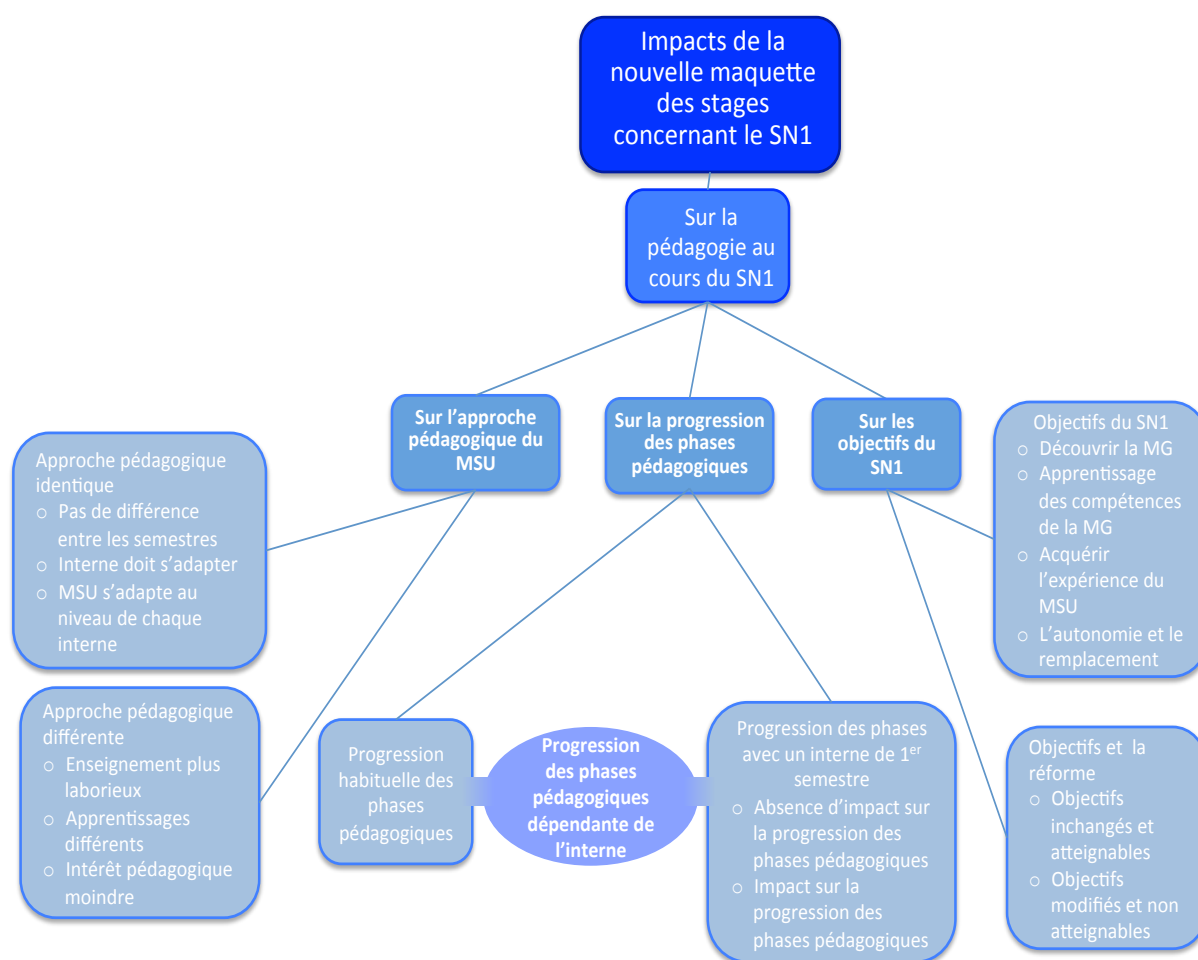 Impacts de la
nouvelle maquette
des stages
concernant le SN1
Sur la
pédagogie au
cours du SN1
Sur l'approche
pédagogique du
MSU
Sur la progression
des phases
pédagogiques
Sur les
objectifs du
SN1
Approche pédagogique
identique
o Pas de différence
entre les semestres
o Interne doit s'adapter
o MSU s'adapte au
niveau de chaque
interne
Objectifs du SN1
o Découvrir la MG
o Apprentissage
des compétences
de la MG
o Acquérir
l'expérience du
MSU
o L'autonomie et le
remplacement
Approche pédagogique
différente
o Enseignement plus
laborieux
o Apprentissages
différents
o Intérêt pédagogique
moindre
Progression
habituelle des
phases
pédagogiques
Progression
des phases
pédagogiques
dépendante de
l'interne
Progression des phases
avec un interne de 1er
semestre
o Absence d'impact sur
la progression des
phases pédagogiques
o Impact sur la
progression des
phases pédagogiques
Objectifs et la
réforme
o Objectifs
inchangés et
atteignables
o Objectifs
modifiés et non
atteignables